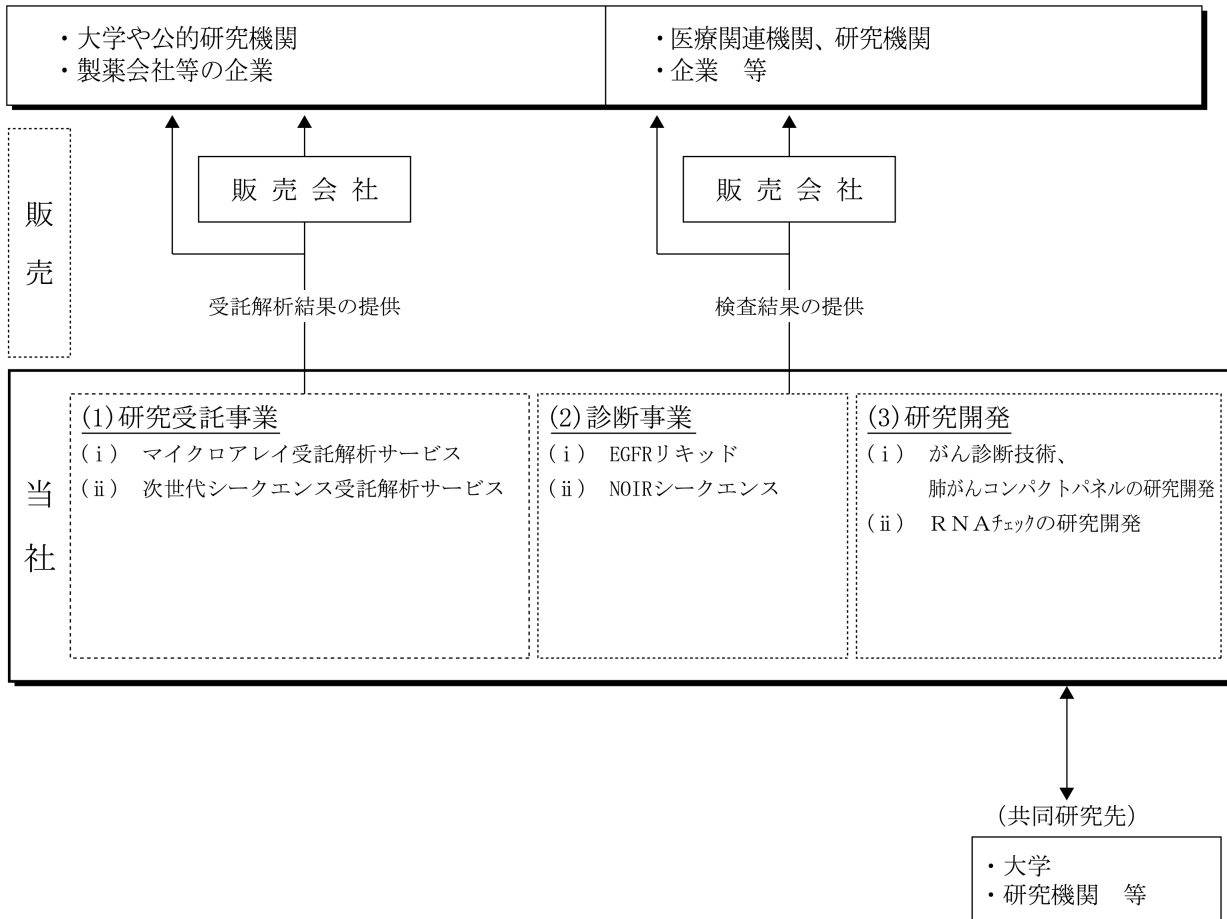 ・大学や公的研究機関
・製薬会社等の企業
・医療関連機関、研究機関
・企業　等
販売
販 売 会 社
販 売 会 社
受託解析結果の提供
検査結果の提供
当社
(1)研究受託事業
(ⅰ)　マイクロアレイ受託解析サービス
(ⅱ)　次世代シークエンス受託解析サービス
(2)診断事業
(ⅰ)　EGFRリキッド
(ⅱ)　NOIRシークエンス
(3)研究開発
(ⅰ)　がん診断技術、
肺がんコンパクトパネルの研究開発
(ⅱ)　ＲＮＡﾁｪｯｸの研究開発
(共同研究先)
・大学
・研究機関　等